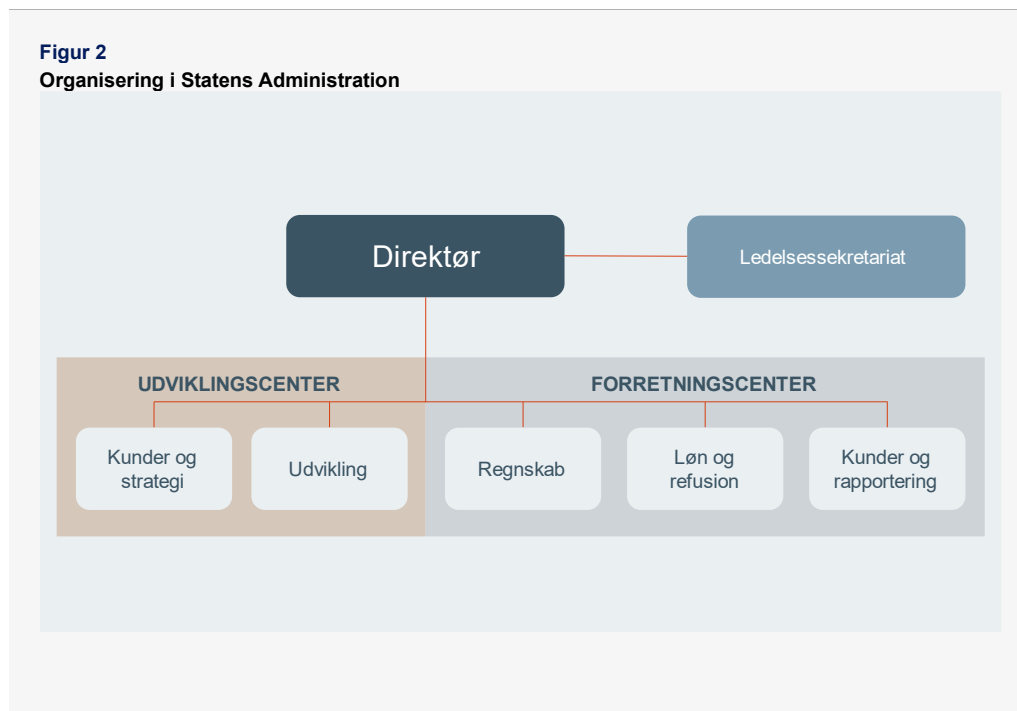 Figur 2
Organisering i Statens Administration
Direktør
Ledelsessekretariat
UDVIKLINGSCENTER
FORRETNINGSCENTER
Kunder og
strategi
Udvikling
Regnskab
Løn og
refusion
Kunder og
rapportering